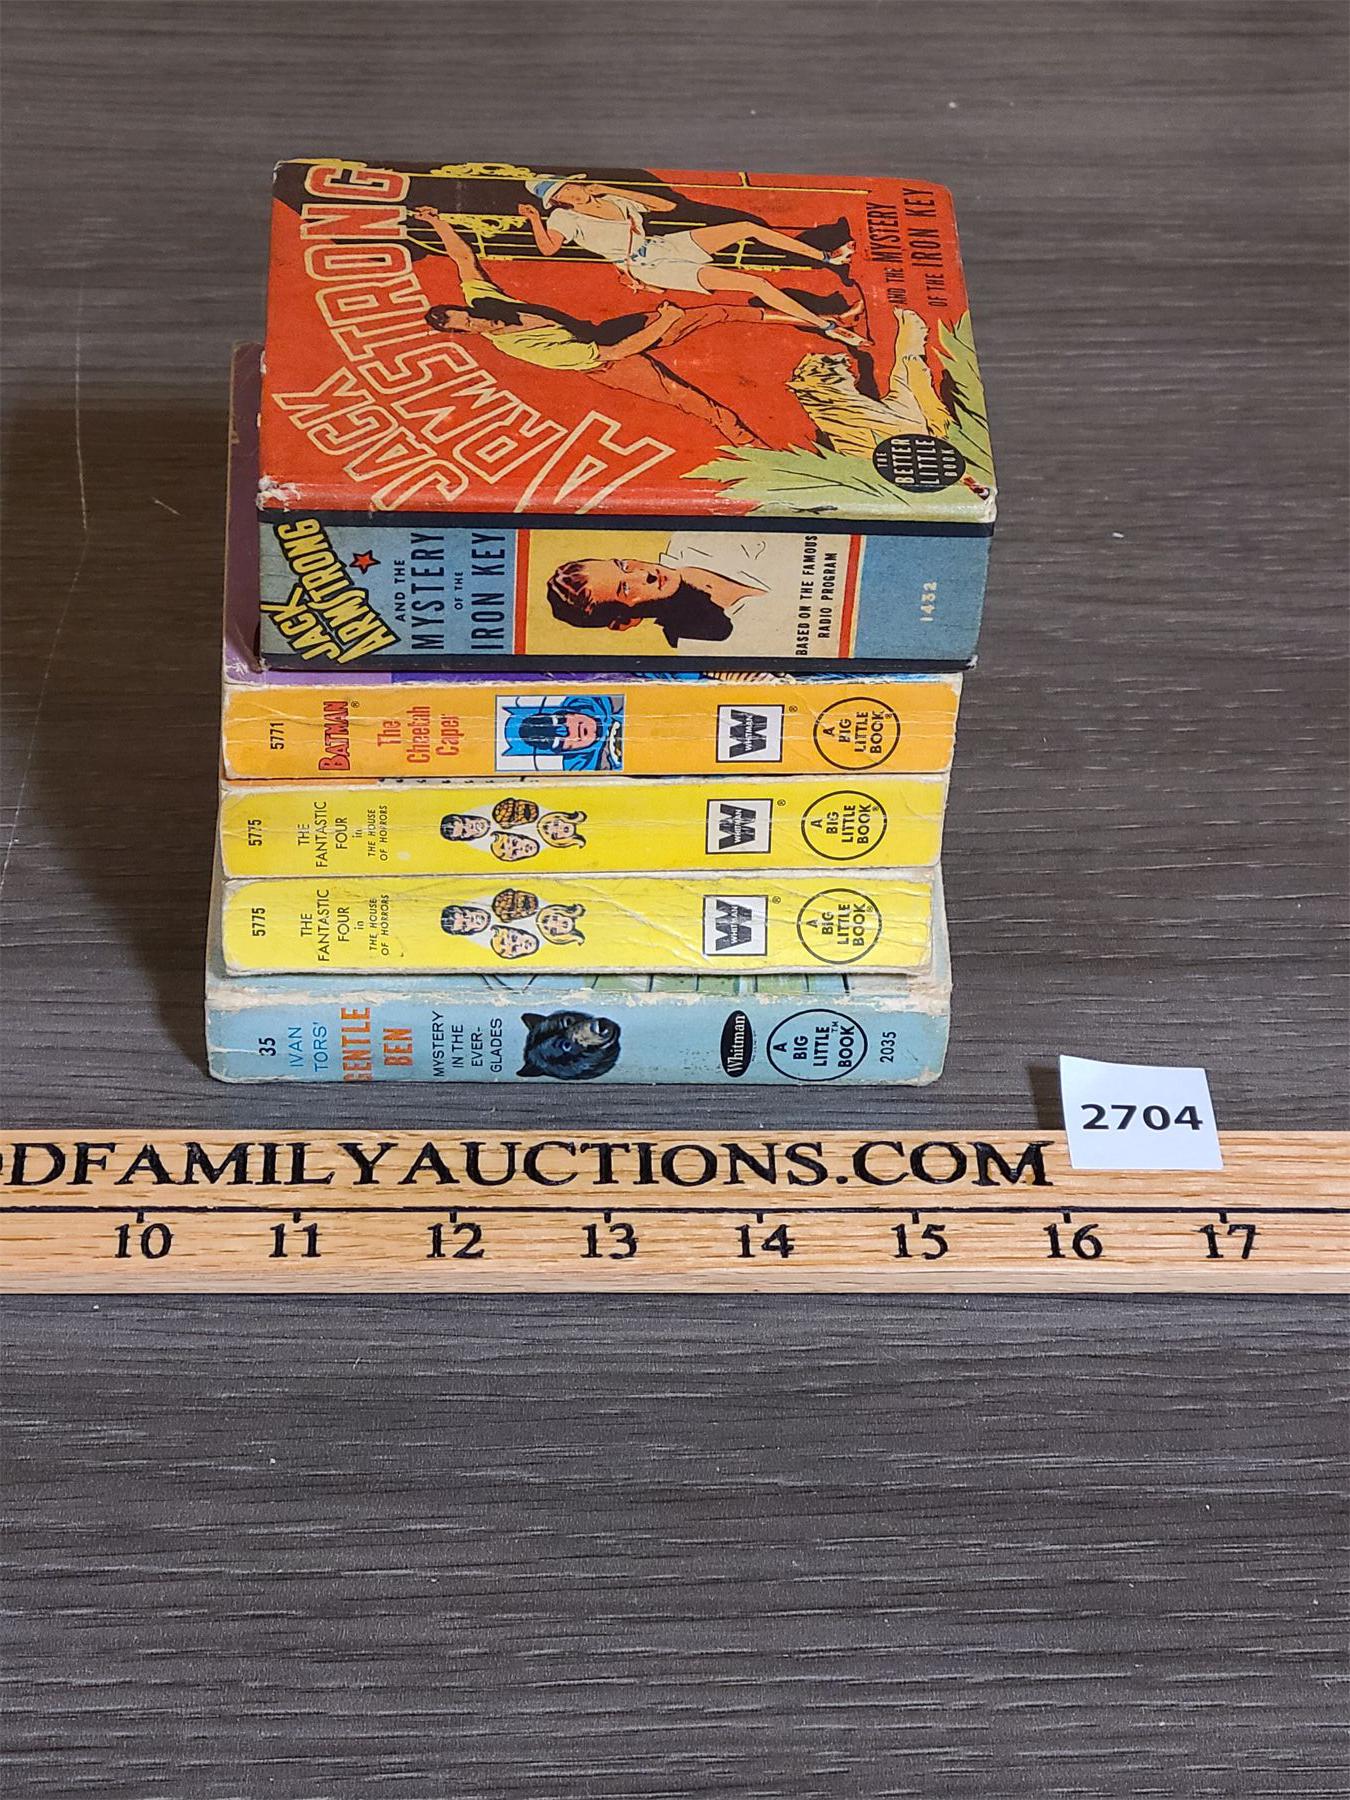 JACK
ARMSTRONG
AND THE MYSTERY
OF THE IRON KEY
THE
BETTER
LITTLE
BOOK
JACK
ARMSTRONG
AND THE
MYSTERY
OF THE
IRON KEY
BASED ON THE FAMOUS
RADIO PROGRAM
1432
5771
BATMAN®
The
Cheetah
Caper
W
WHITMAN
®
A
BIG
LITTLE
BOOK®
5775
THE
FANTASTIC
FOUR
in
THE HOUSE
OF HORRORS
W
WHITMAN
®
A
BIG
LITTLE
BOOK®
5775
THE
FANTASTIC
FOUR
in
THE HOUSE
OF HORRORS
W
WHITMAN
®
A
BIG
LITTLE
BOOK®
35
IVAN
TORS'
GENTLE
BEN
MYSTERY
IN THE
EVER-
GLADES
Whitman
A
BIG
LITTLE™
BOOK
2035
2704
DFAMILYAUCTIONS.COM
10 11 12 13 14 15 16 17